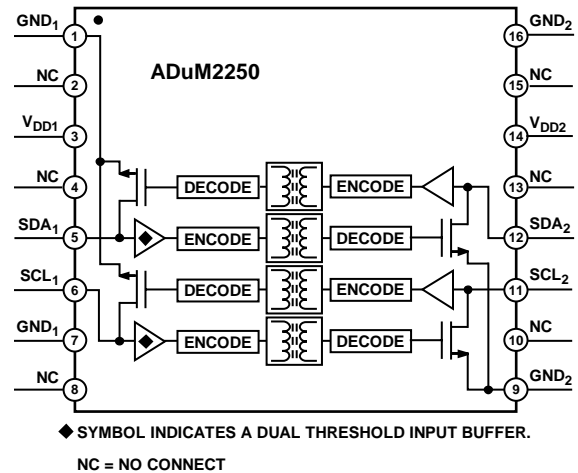 GND1 1 16 GND2
ADuM2250
NC 2 15 NC
VDD1 3 14 VDD2
NC 4 DECODE ENCODE 13 NC
SDA1 5 ENCODE DECODE 12 SDA2
SCL1 6 DECODE ENCODE 11 SCL2
GND1 7 ENCODE DECODE 10 NC
NC 8 9 GND2
◆ SYMBOL INDICATES A DUAL THRESHOLD INPUT BUFFER.
NC = NO CONNECT